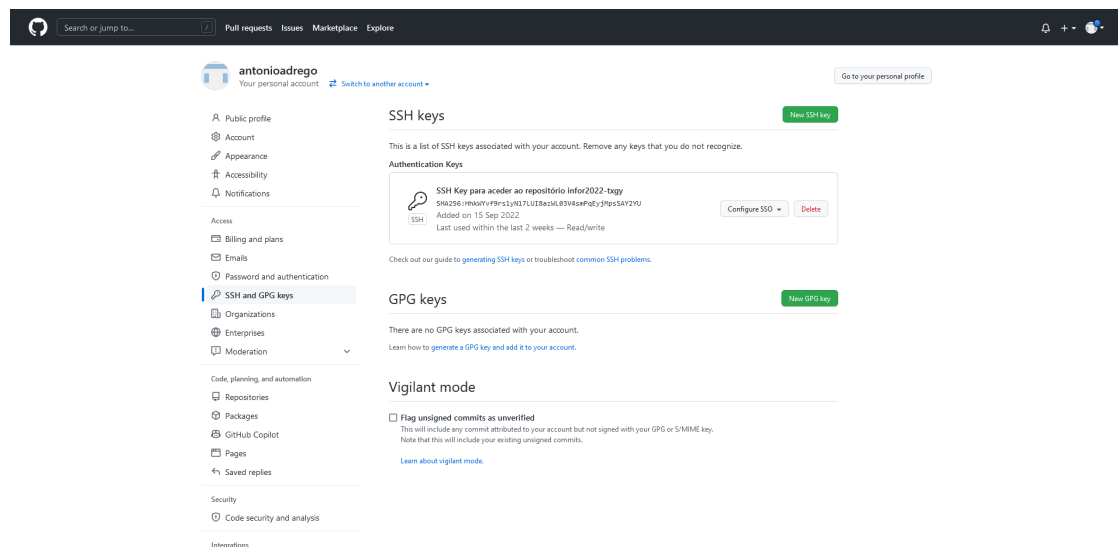 Search or jump to... /
Pull requests Issues Marketplace Explore
antonioadrego
Your personal account Switch to another account
Go to your personal profile
Public profile
Account
Appearance
Accessibility
Notifications
Access
Billing and plans
Emails
Password and authentication
SSH and GPG keys
Organizations
Enterprises
Moderation
Code, planning, and automation
Repositories
Packages
GitHub Copilot
Pages
Saved replies
Security
Code security and analysis
Integrations
SSH keys
New SSH key
This is a list of SSH keys associated with your account. Remove any keys that you do not recognize.
Authentication Keys
SSH Key para aceder ao repositório infor2022-txgy
SHA256:HhkWYvf9rs1yN17LUI8azWL03V4smPqEyjMpsSAY2YU
SSH
Added on 15 Sep 2022
Last used within the last 2 weeks — Read/write
Configure SSO
Delete
Check out our guide to generating SSH keys or troubleshoot common SSH problems.
GPG keys
New GPG key
There are no GPG keys associated with your account.
Learn how to generate a GPG key and add it to your account.
Vigilant mode
Flag unsigned commits as unverified
This will include any commit attributed to your account but not signed with your GPG or S/MIME key.
Note that this will include your existing unsigned commits.
Learn about vigilant mode.